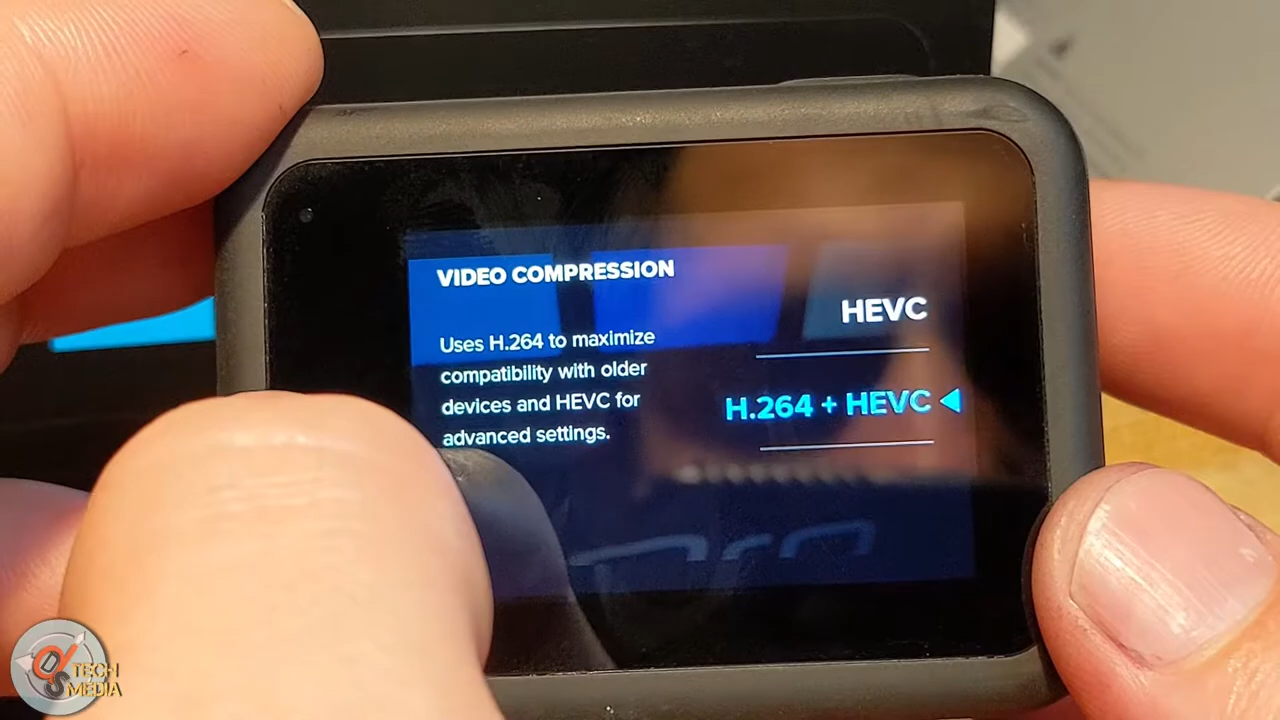 VIDEO COMPRESSION
Uses H.264 to maximize
compatibility with older
devices and HEVC for
advanced settings.
HEVC
H.264 + HEVC
TECH
MEDIA